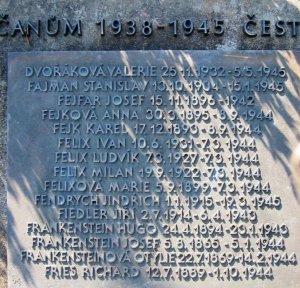 ČANŮM 1938-1945 ČEST
DVOŘÁKOVÁ VALERIE 25.11.1932-5.5.1945
FAJMAN STANISLAV 13.10.1904-15.1.1945
FEJFAR JOSEF 15.11.1896-1942
FEJKOVÁ ANNA 30.3.1895-8.9.1944
FEJK KAREL 17.12.1893-8.9.1944
FELIX IVAN 10.6.1931-7.3.1944
FELIX LUDVÍK 7.3.1927-7.3.1944
FELIX MILAN 19.9.1922-7.3.1944
FELIXOVÁ MARIE 5.1.1899-7.3.1944
FENDRYCH JINDŘICH 1.1.1915-19.3.1945
FIEDLER JIŘÍ 2.7.1914-6.4.1943
FRANKENSTEIN HUGO 24.4.1894-23.1.1943
FRANKENSTEIN JOSEF 5.8.1865-5.1.1944
FRANKENSTEINOVÁ OTYLIE 22.7.1869-14.2.1944
FRIES RICHARD 12.7.1889-1.10.1944